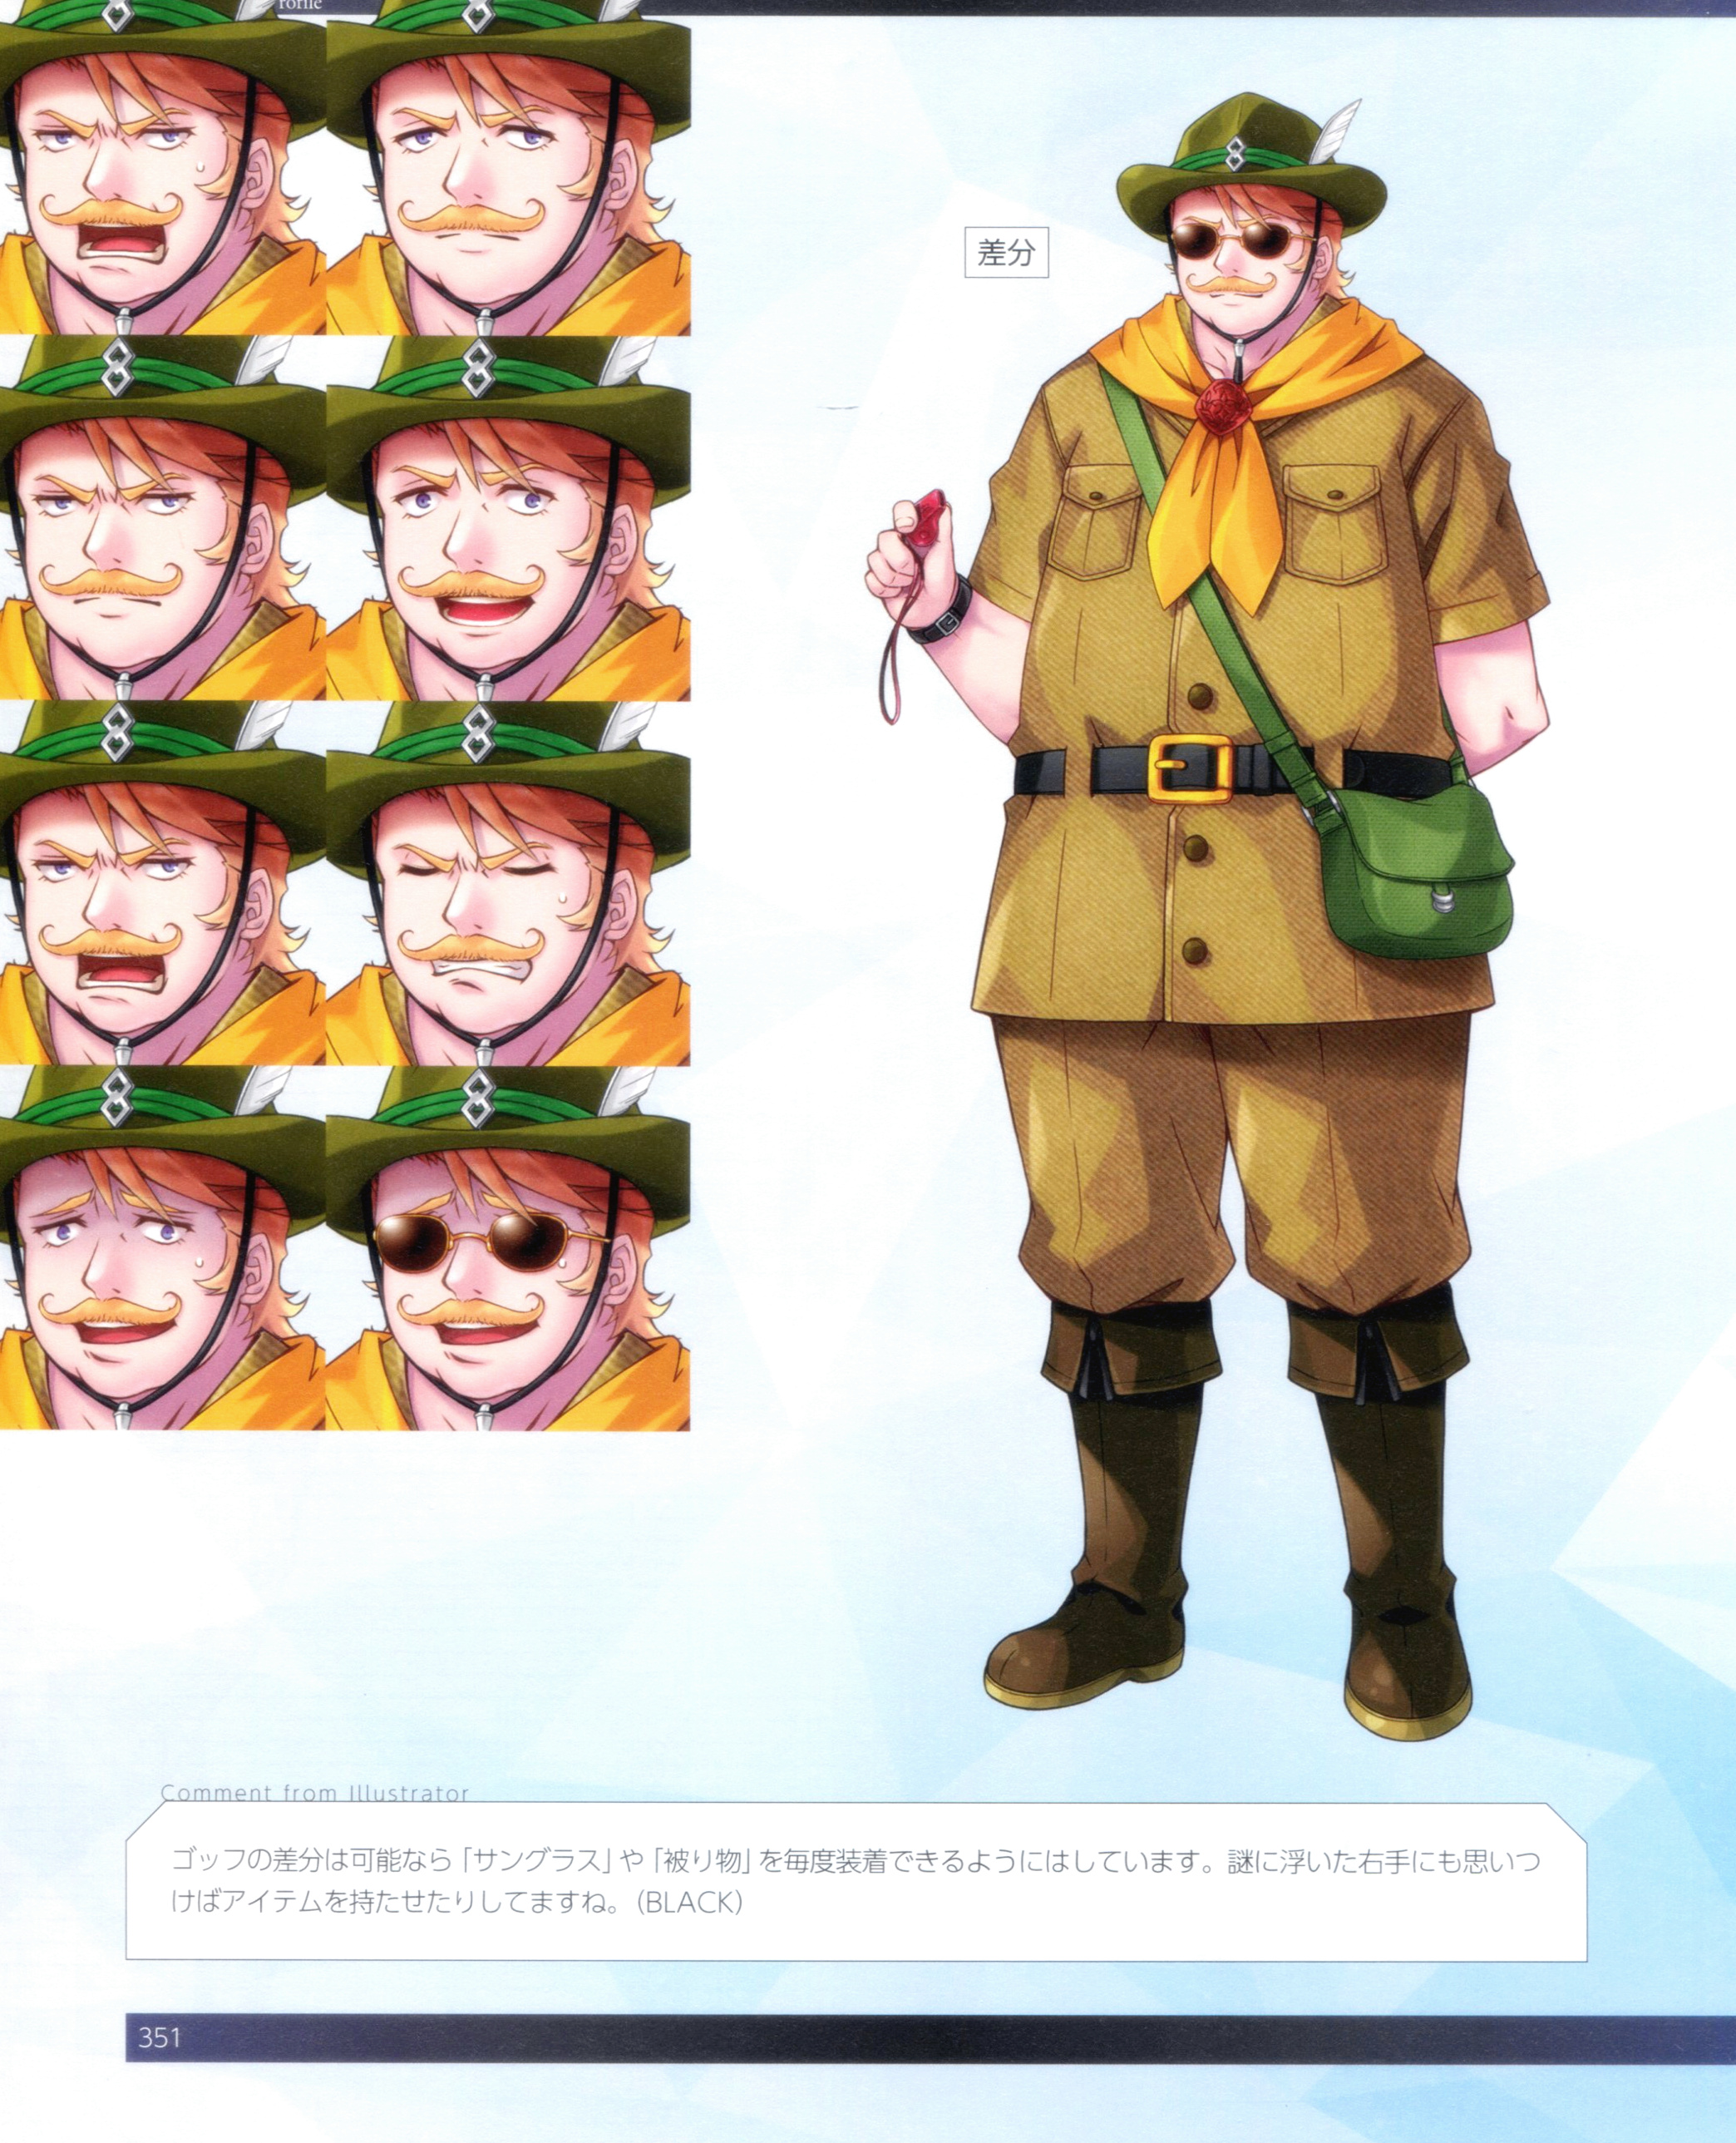 差分
Comment from Illustrator
ゴッフの差分は可能なら「サングラス」や「被り物」を毎度装着できるようにはしています。謎に浮いた右手にも思いつ
けばアイテムを持たせたりしてますね。（BLACK）
351